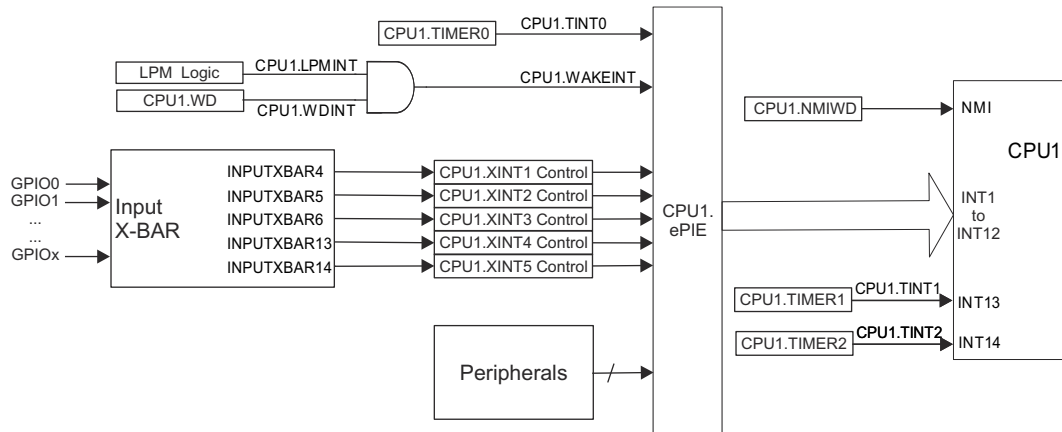 CPU1.TIMER0
CPU1.TINT0
LPM Logic
CPU1.LPMINT
CPU1.WD
CPU1.WDINT
CPU1.WAKEINT
GPIO0
GPIO1
...
...
GPIOx
Input
X-BAR
INPUTXBAR4
INPUTXBAR5
INPUTXBAR6
INPUTXBAR13
INPUTXBAR14
CPU1.XINT1 Control
CPU1.XINT2 Control
CPU1.XINT3 Control
CPU1.XINT4 Control
CPU1.XINT5 Control
Peripherals
CPU1.
ePIE
CPU1.NMIWD
NMI
CPU1
INT1
to
INT12
CPU1.TIMER1
CPU1.TINT1
INT13
CPU1.TIMER2
CPU1.TINT2
INT14